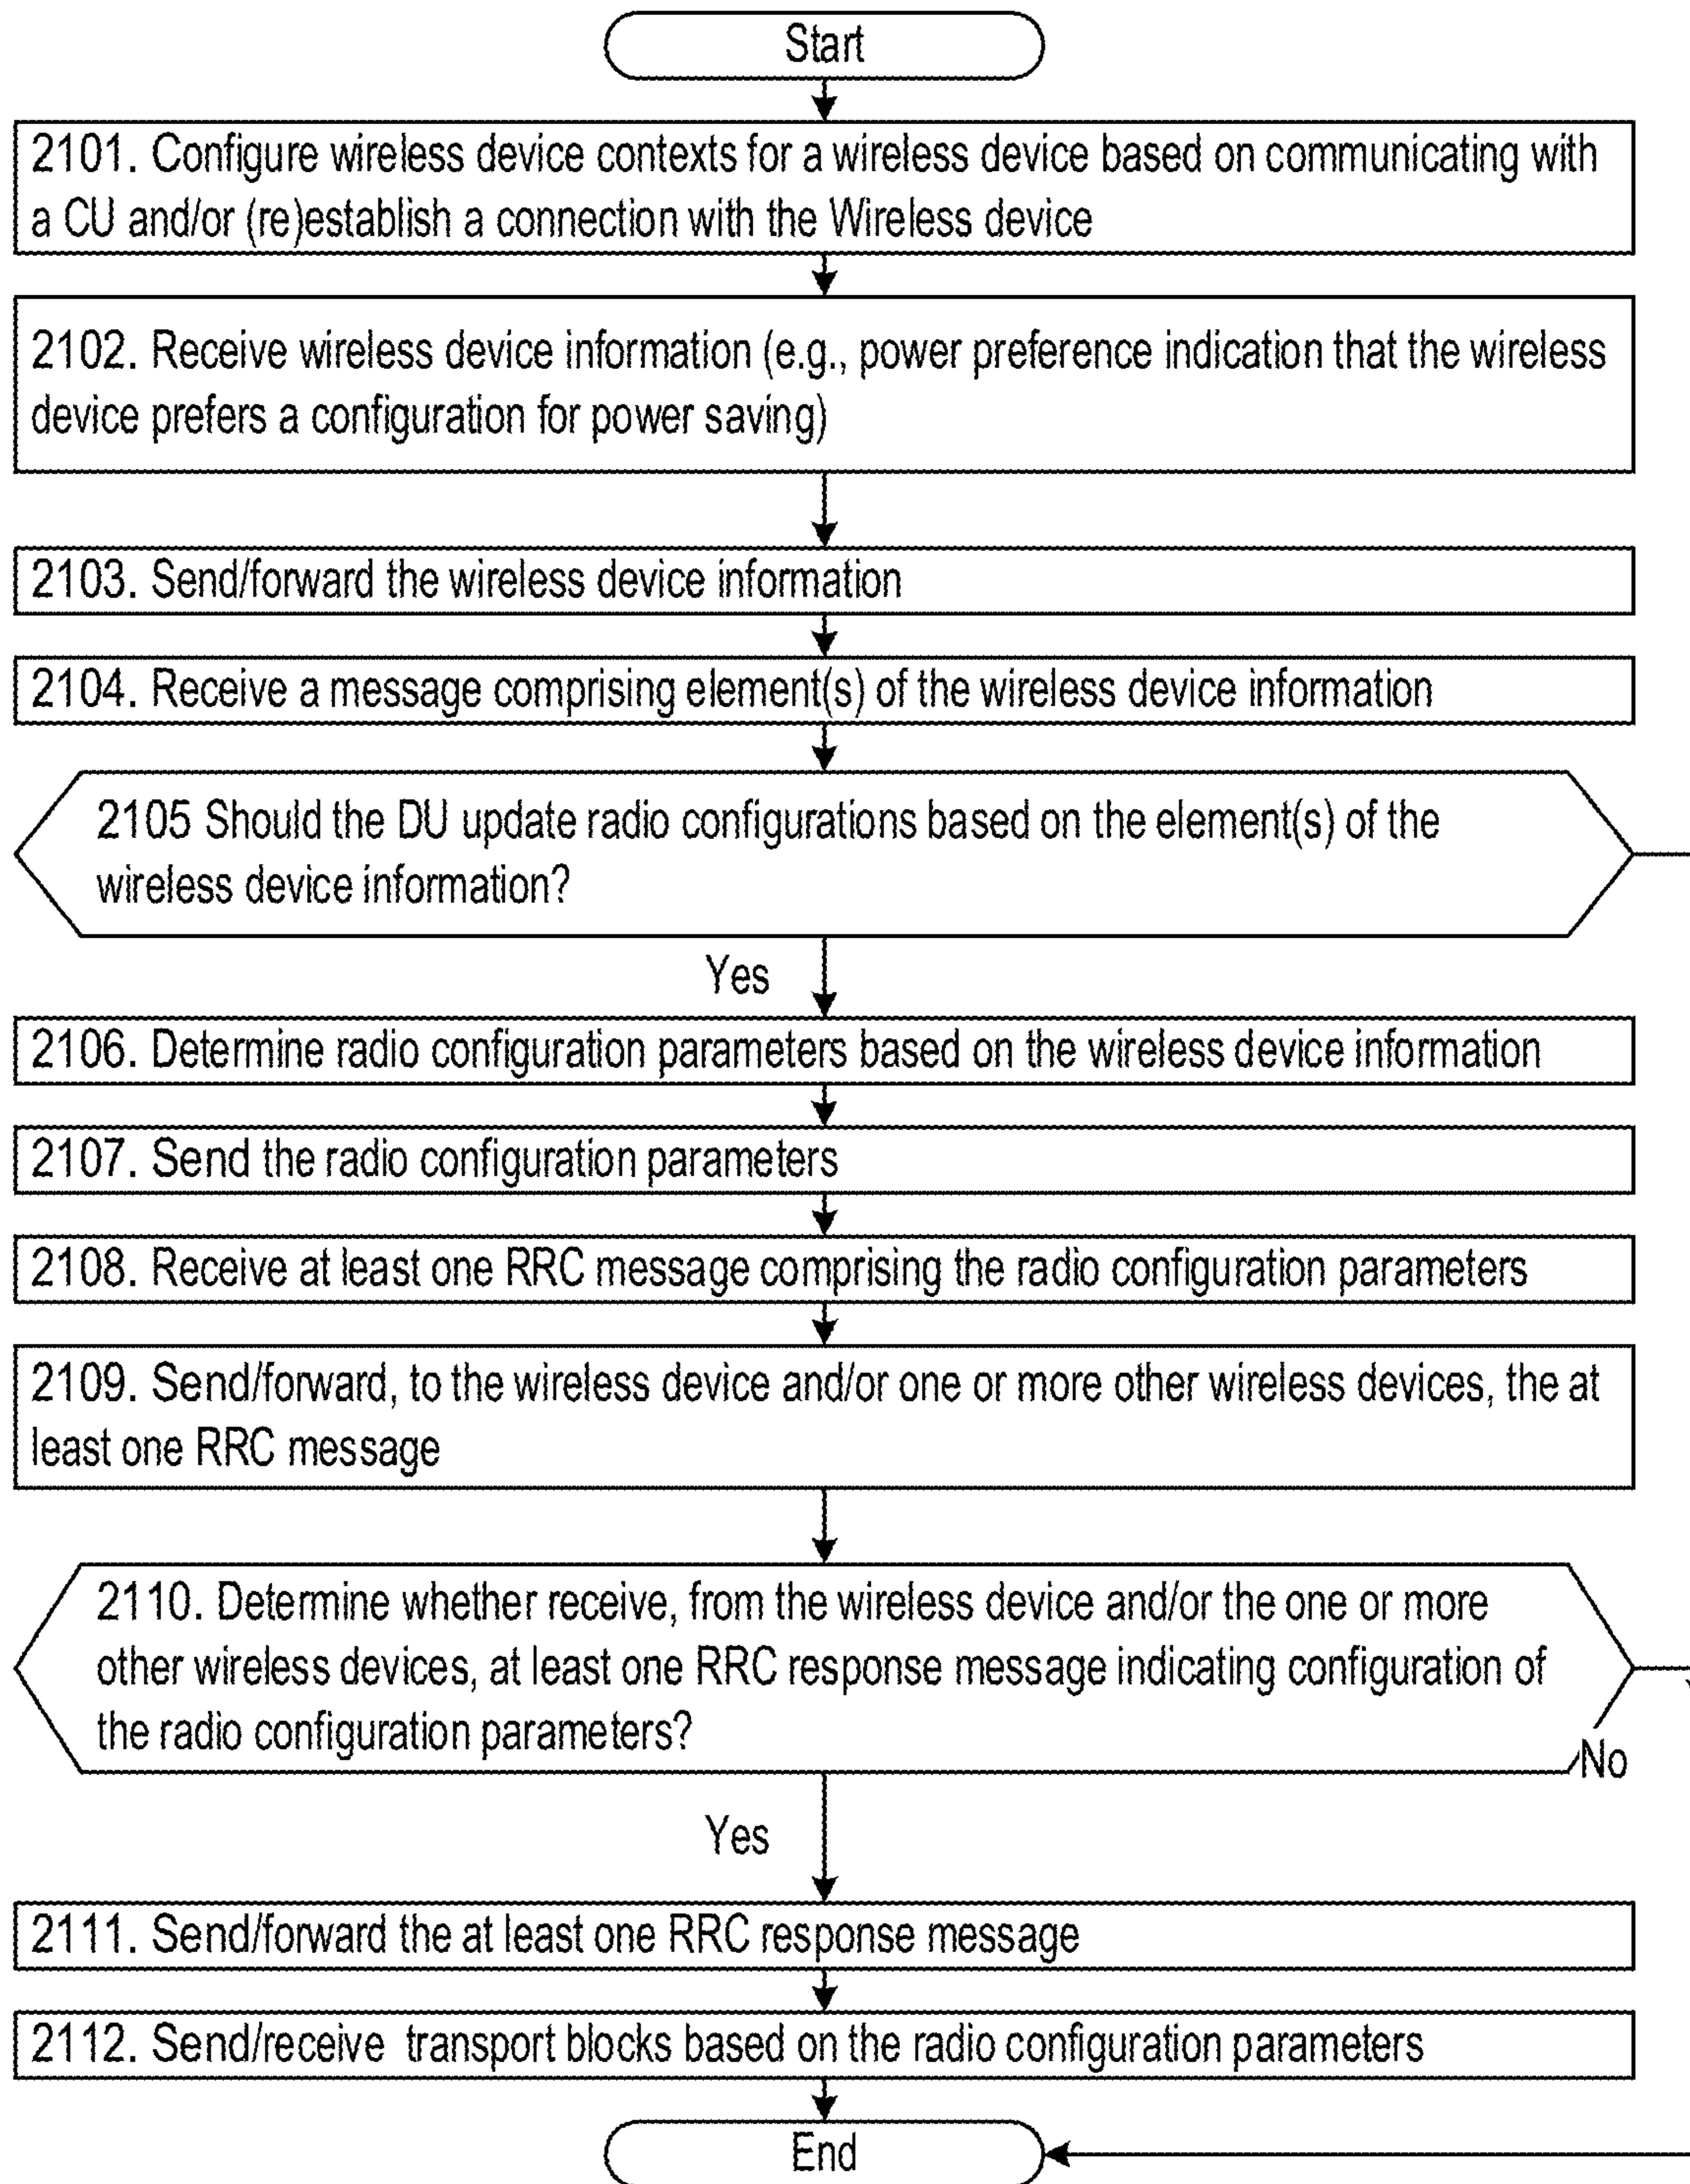 Start
2101. Configure wireless device contexts for a wireless device based on communicating with
a CU and/or (re)establish a connection with the Wireless device
2102. Receive wireless device information (e.g., power preference indication that the wireless
device prefers a configuration for power saving)
2103. Send/forward the wireless device information
2104. Receive a message comprising element(s) of the wireless device information
2105 Should the DU update radio configurations based on the element(s) of the
wireless device information?
Yes
2106. Determine radio configuration parameters based on the wireless device information
2107. Send the radio configuration parameters
2108. Receive at least one RRC message comprising the radio configuration parameters
2109. Send/forward, to the wireless device and/or one or more other wireless devices, the at
least one RRC message
2110. Determine whether receive, from the wireless device and/or the one or more
other wireless devices, at least one RRC response message indicating configuration of
the radio configuration parameters?
No
Yes
2111. Send/forward the at least one RRC response message
2112. Send/receive transport blocks based on the radio configuration parameters
End